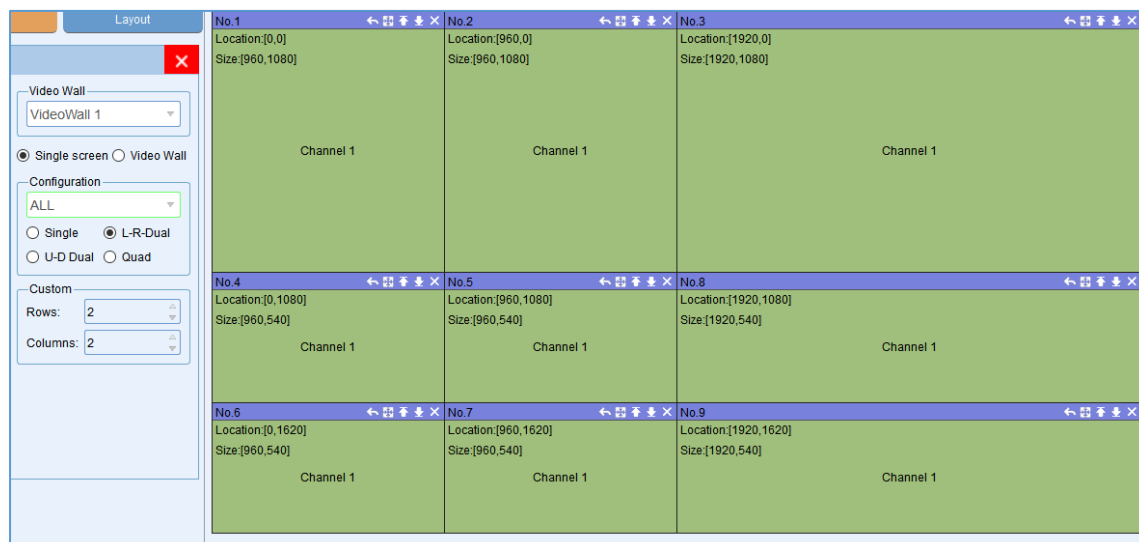 Layout
Video Wall
VideoWall 1
Single screen Video Wall
Configuration
ALL
Single L-R-Dual
U-D Dual Quad
Custom
Rows: 2
Columns: 2
No.1 No.2 No.3
Location:[0,0] Location:[960,0] Location:[1920,0]
Size:[960,1080] Size:[960,1080] Size:[1920,1080]
Channel 1 Channel 1 Channel 1
No.4 No.5 No.8
Location:[0,1080] Location:[960,1080] Location:[1920,1080]
Size:[960,540] Size:[960,540] Size:[1920,540]
Channel 1 Channel 1 Channel 1
No.6 No.7 No.9
Location:[0,1620] Location:[960,1620] Location:[1920,1620]
Size:[960,540] Size:[960,540] Size:[1920,540]
Channel 1 Channel 1 Channel 1